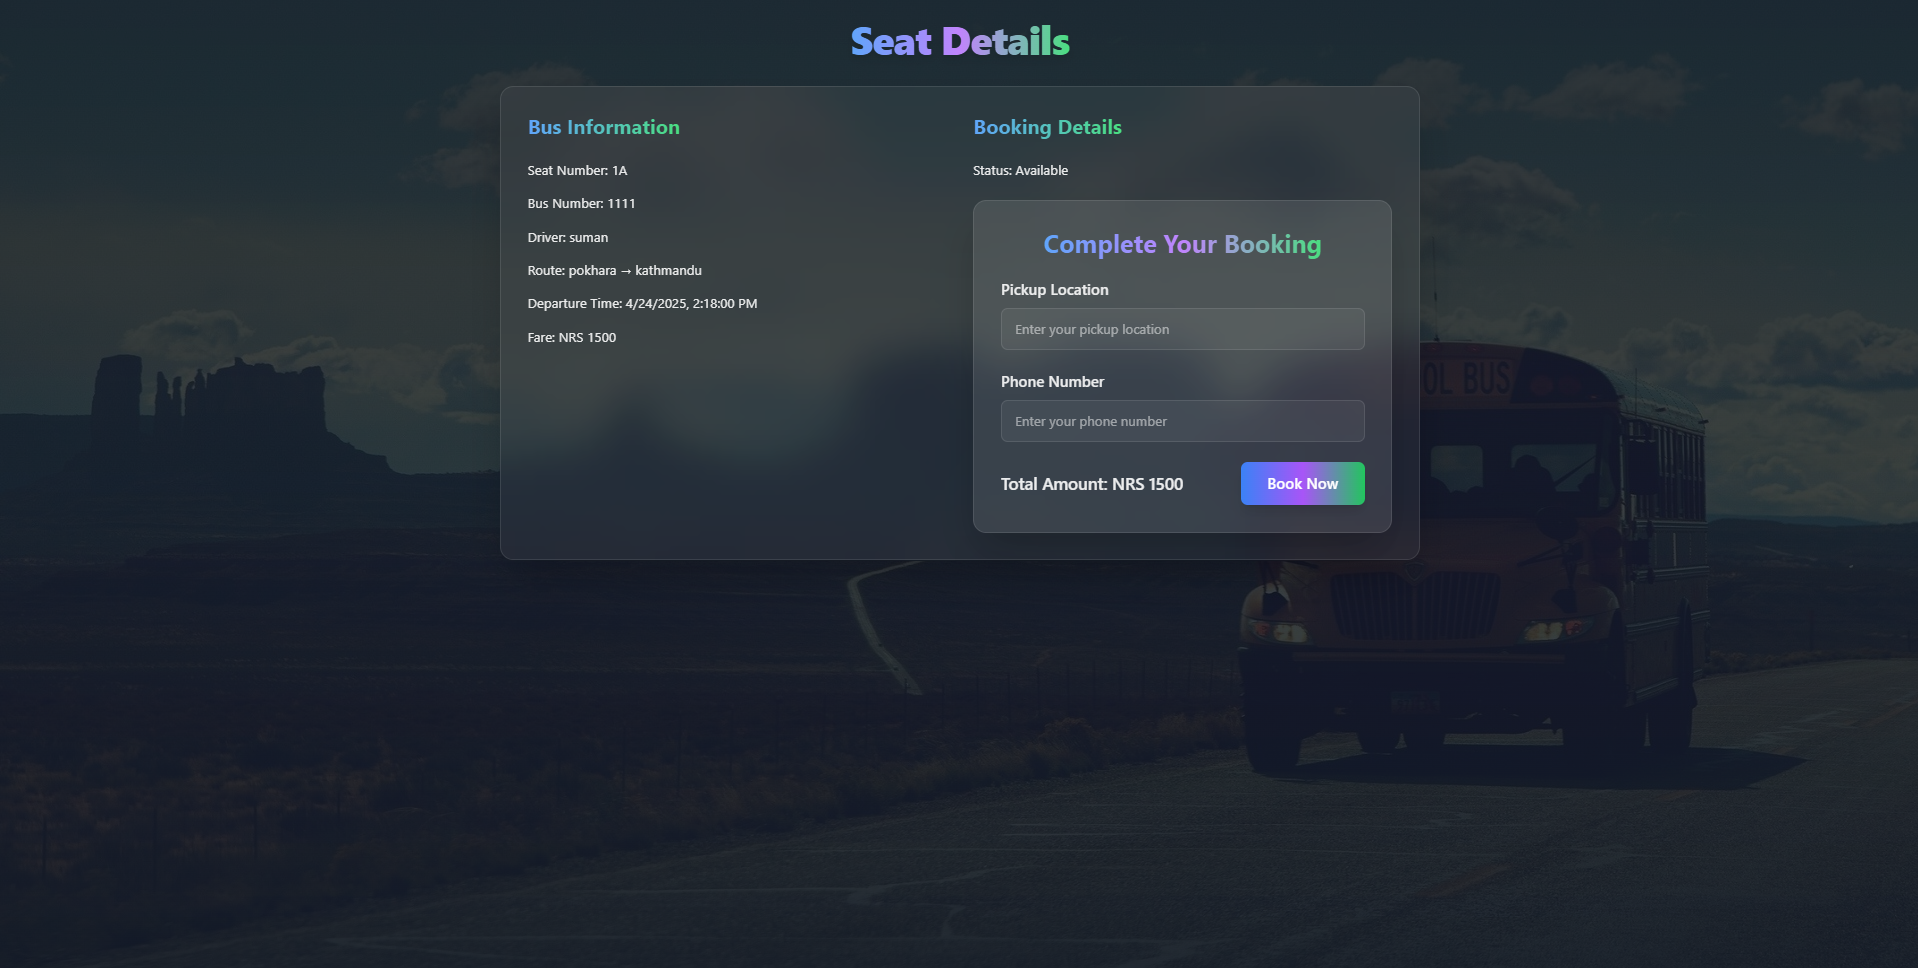 Seat Details
Bus Information
Seat Number: 1A
Bus Number: 1111
Driver: suman
Route: pokhara → kathmandu
Departure Time: 4/24/2025, 2:18:00 PM
Fare: NRS 1500
Booking Details
Status: Available
Complete Your Booking
Pickup Location
Enter your pickup location
Phone Number
Enter your phone number
Total Amount: NRS 1500
Book Now
OL BUS